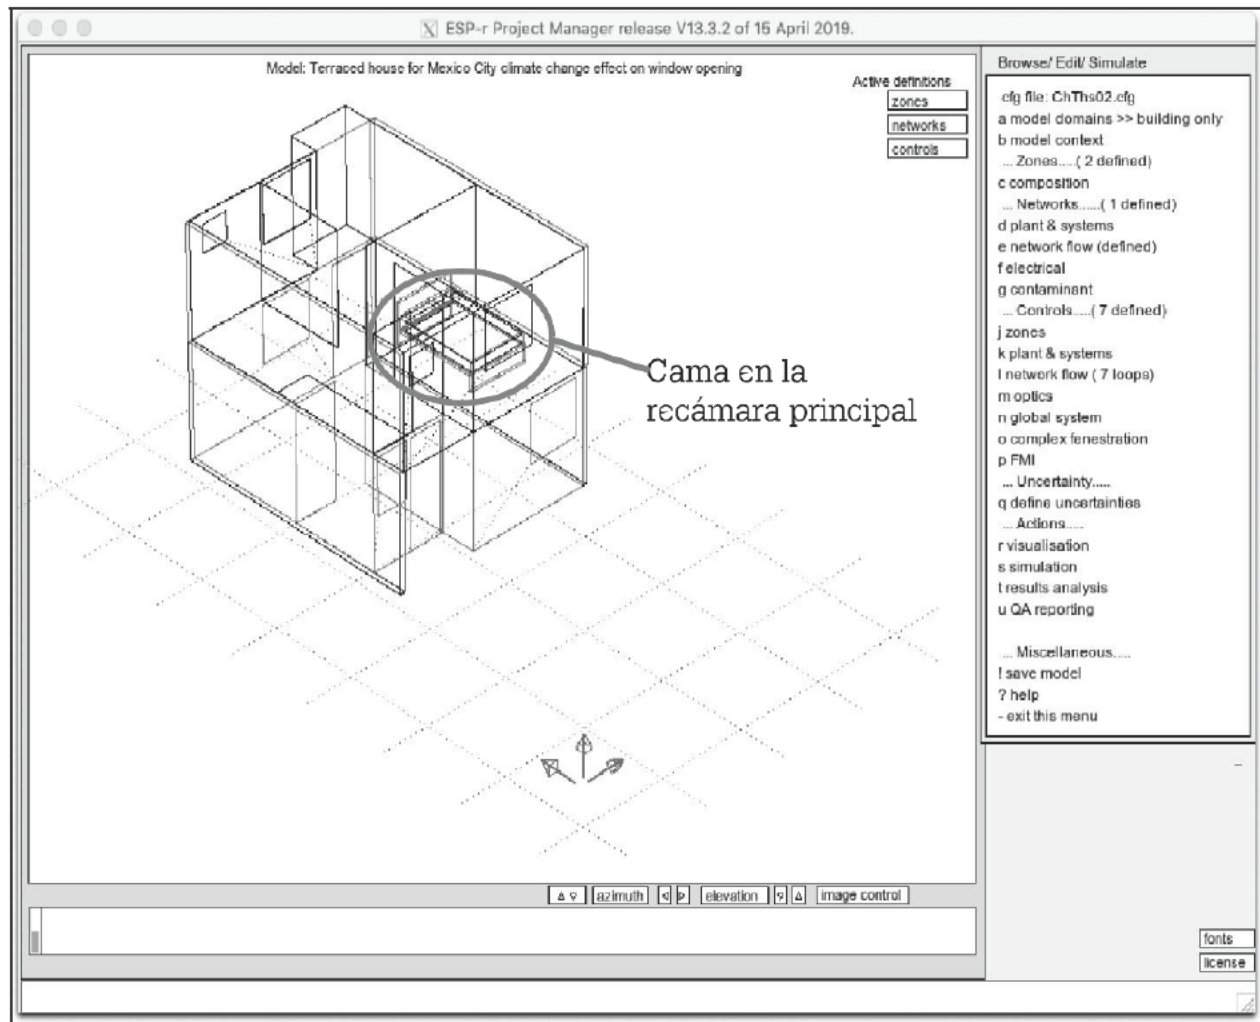 ESP-r Project Manager release V13.3.2 of 15 April 2019.
Model: Terraced house for Mexico City climate change effect on window opening
Active definitions
zones
networks
controls
Cama en la
recámara principal
azimuth
elevation
image control
Browse/ Edit/ Simulate
cfg file: ChThs02.cfg
a model domains >> building only
b model context
... Zones.....( 2 defined)
c composition
... Networks......( 1 defined)
d plant & systems
e network flow (defined)
f electrical
g contaminant
... Controls.....( 7 defined)
j zones
k plant & systems
l network flow ( 7 loops)
m optics
n global system
o complex fenestration
p FMI
... Uncertainty.....
q define uncertainties
... Actions.....
r visualisation
s simulation
t results analysis
u QA reporting
... Miscellaneous.....
! save model
? help
- exit this menu
fonts
license